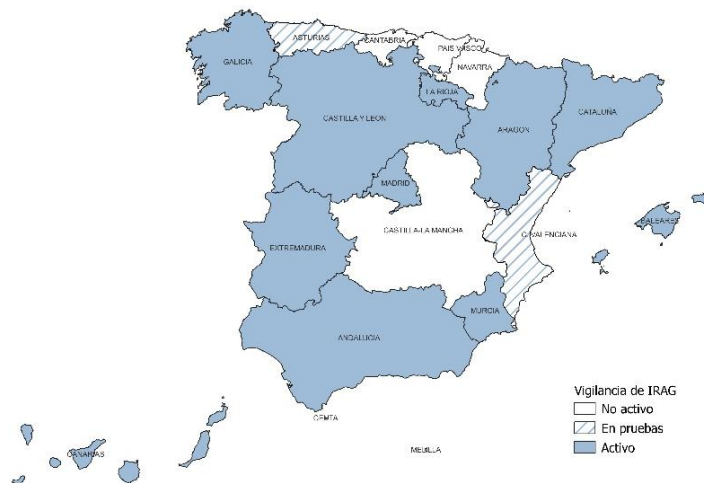 ASTURIAS
CANTABRIA
PAIS VASCO
GALICIA
NAVARRA
LA RIOJA
CASTILLA Y LEON
CATALUÑA
ARAGON
MADRID
BALEARES
CASTILLA-LA MANCHA
C. VALENCIANA
EXTREMADURA
MURCIA
ANDALUCIA
Vigilancia de IRAG
No activo
En pruebas
Activo
CEUTA
MELILLA
CANARIAS